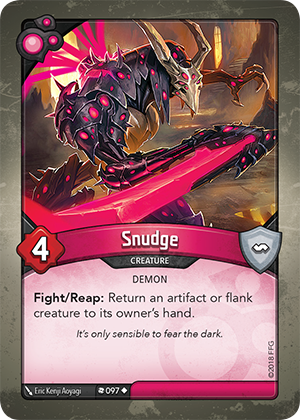 Snudge
4
CREATURE
DEMON
Fight/Reap: Return an artifact or flank
creature to its owner's hand.
It's only sensible to fear the dark.
Eric Kenji Aoyagi
097
©2018 FFG